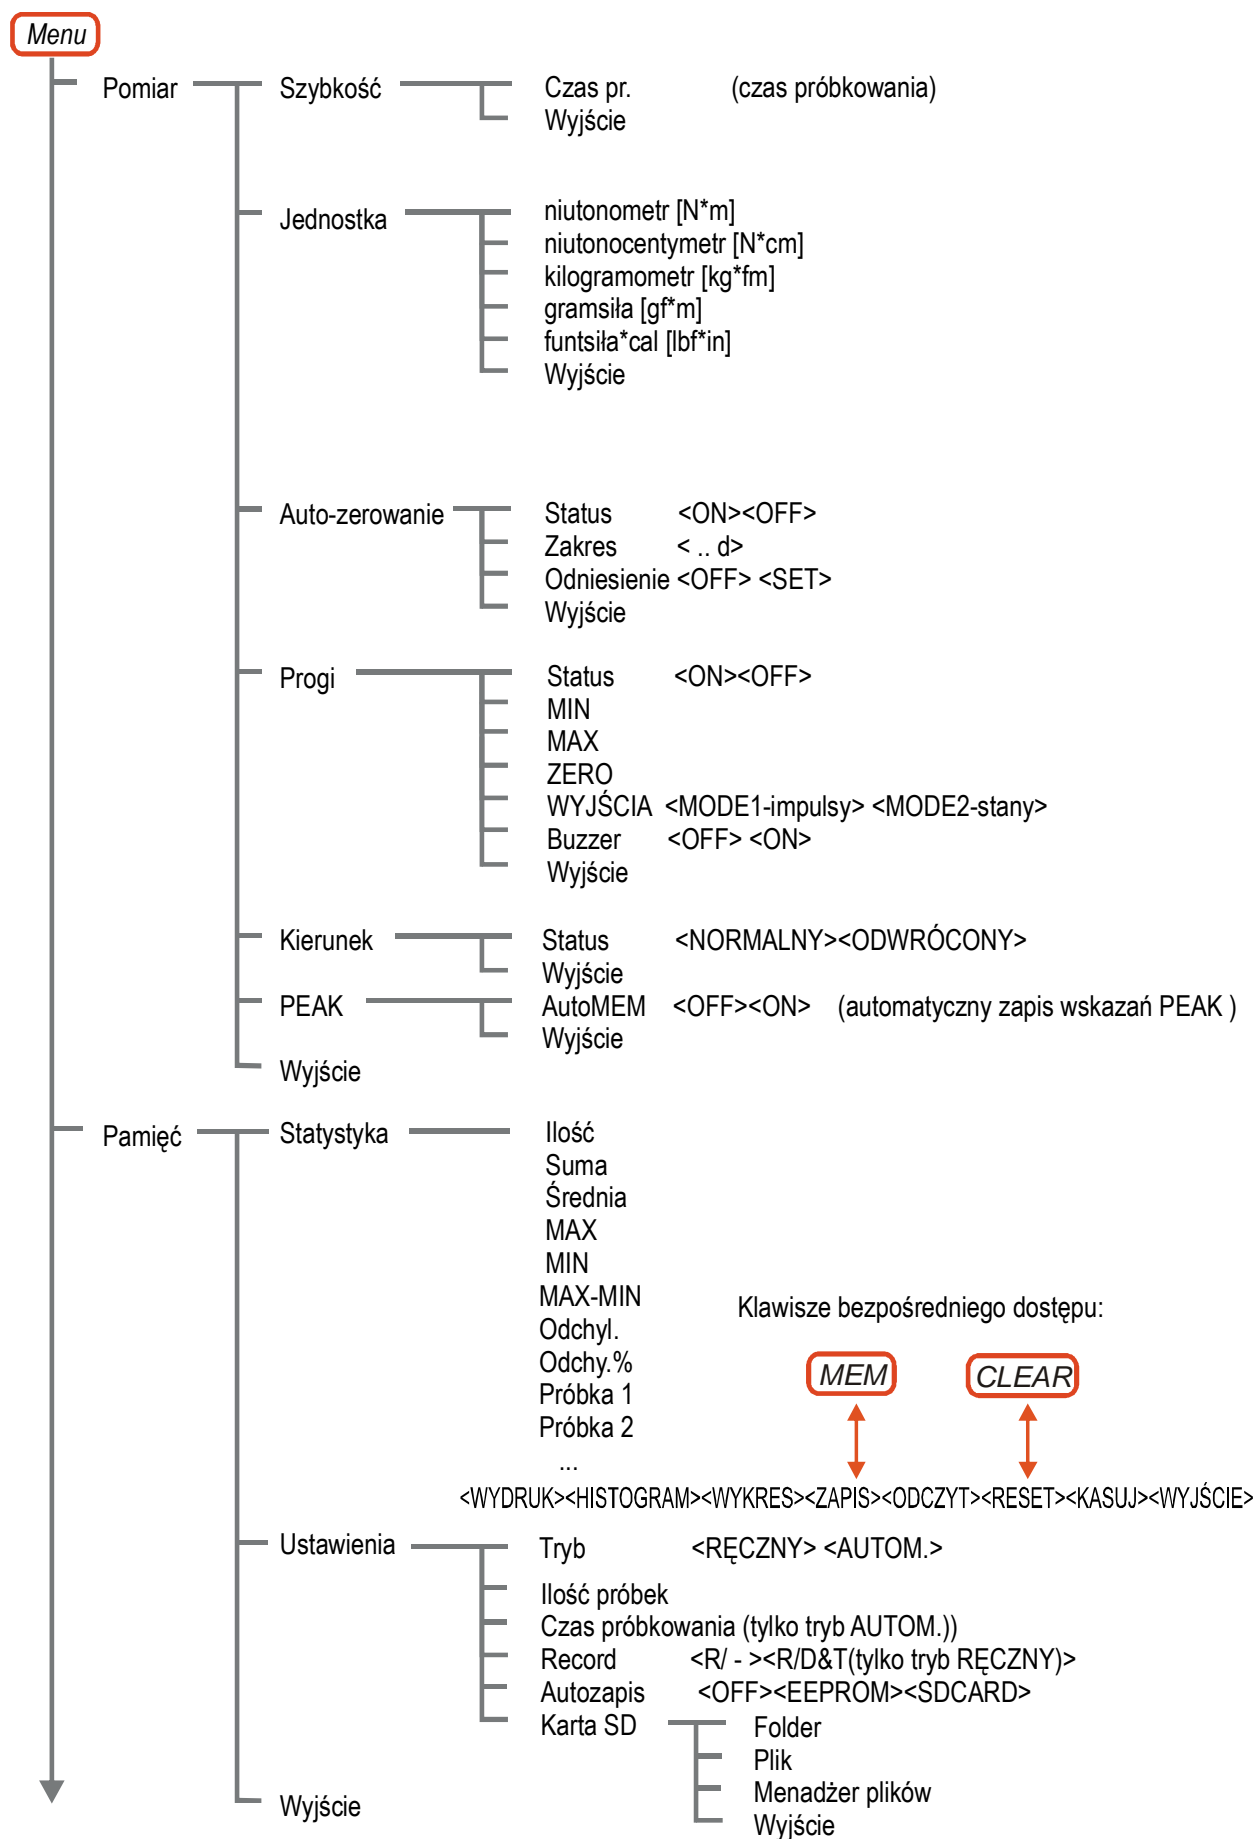 Menu
Pomiar Szybkość Czas pr. (czas próbkowania)
Wyjście
Jednostka niutonometr [N*m]
niutonocentymetr [N*cm]
kilogramometr [kg*fm]
gramsiła [gf*m]
funtsiła*cal [lbf*in]
Wyjście
Auto-zerowanie Status <ON><OFF>
Zakres < .. d>
Odniesienie <OFF> <SET>
Wyjście
Progi Status <ON><OFF>
MIN
MAX
ZERO
WYJŚCIA <MODE1-impulsy> <MODE2-stany>
Buzzer <OFF> <ON>
Wyjście
Kierunek Status <NORMALNY><ODWRÓCONY>
Wyjście
PEAK AutoMEM <OFF><ON> (automatyczny zapis wskazań PEAK )
Wyjście
Wyjście
Pamięć Statystyka Ilość
Suma
Średnia
MAX
MIN
MAX-MIN
Klawisze bezpośredniego dostępu:
Odchyl.
Odchy.%
MEM CLEAR
Próbka 1
Próbka 2
...
<WYDRUK><HISTOGRAM><WYKRES><ZAPIS><ODCZYT><RESET><KASUJ><WYJŚCIE>
Ustawienia Tryb <RĘCZNY> <AUTOM.>
Ilość próbek
Czas próbkowania (tylko tryb AUTOM.))
Record <R/ - ><R/D&T(tylko tryb RĘCZNY)>
Autozapis <OFF><EEPROM><SDCARD>
Karta SD Folder
Plik
Menadżer plików
Wyjście
Wyjście